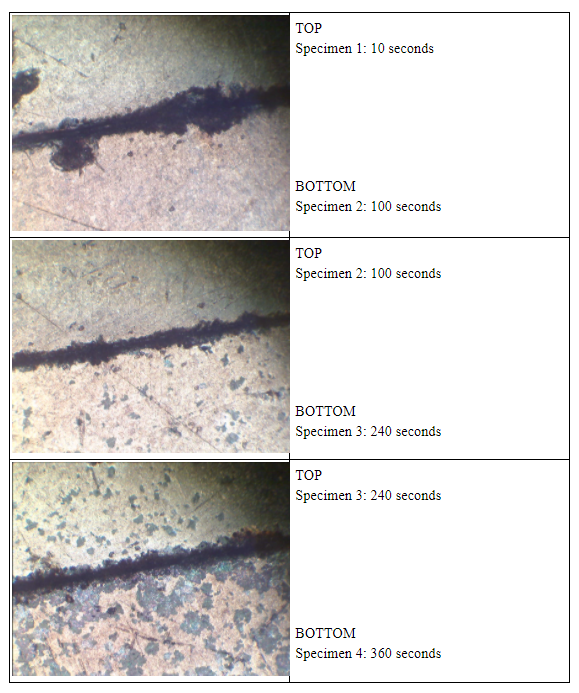 TOP
Specimen 1: 10 seconds
BOTTOM
Specimen 2: 100 seconds
TOP
Specimen 2: 100 seconds
BOTTOM
Specimen 3: 240 seconds
TOP
Specimen 3: 240 seconds
BOTTOM
Specimen 4: 360 seconds